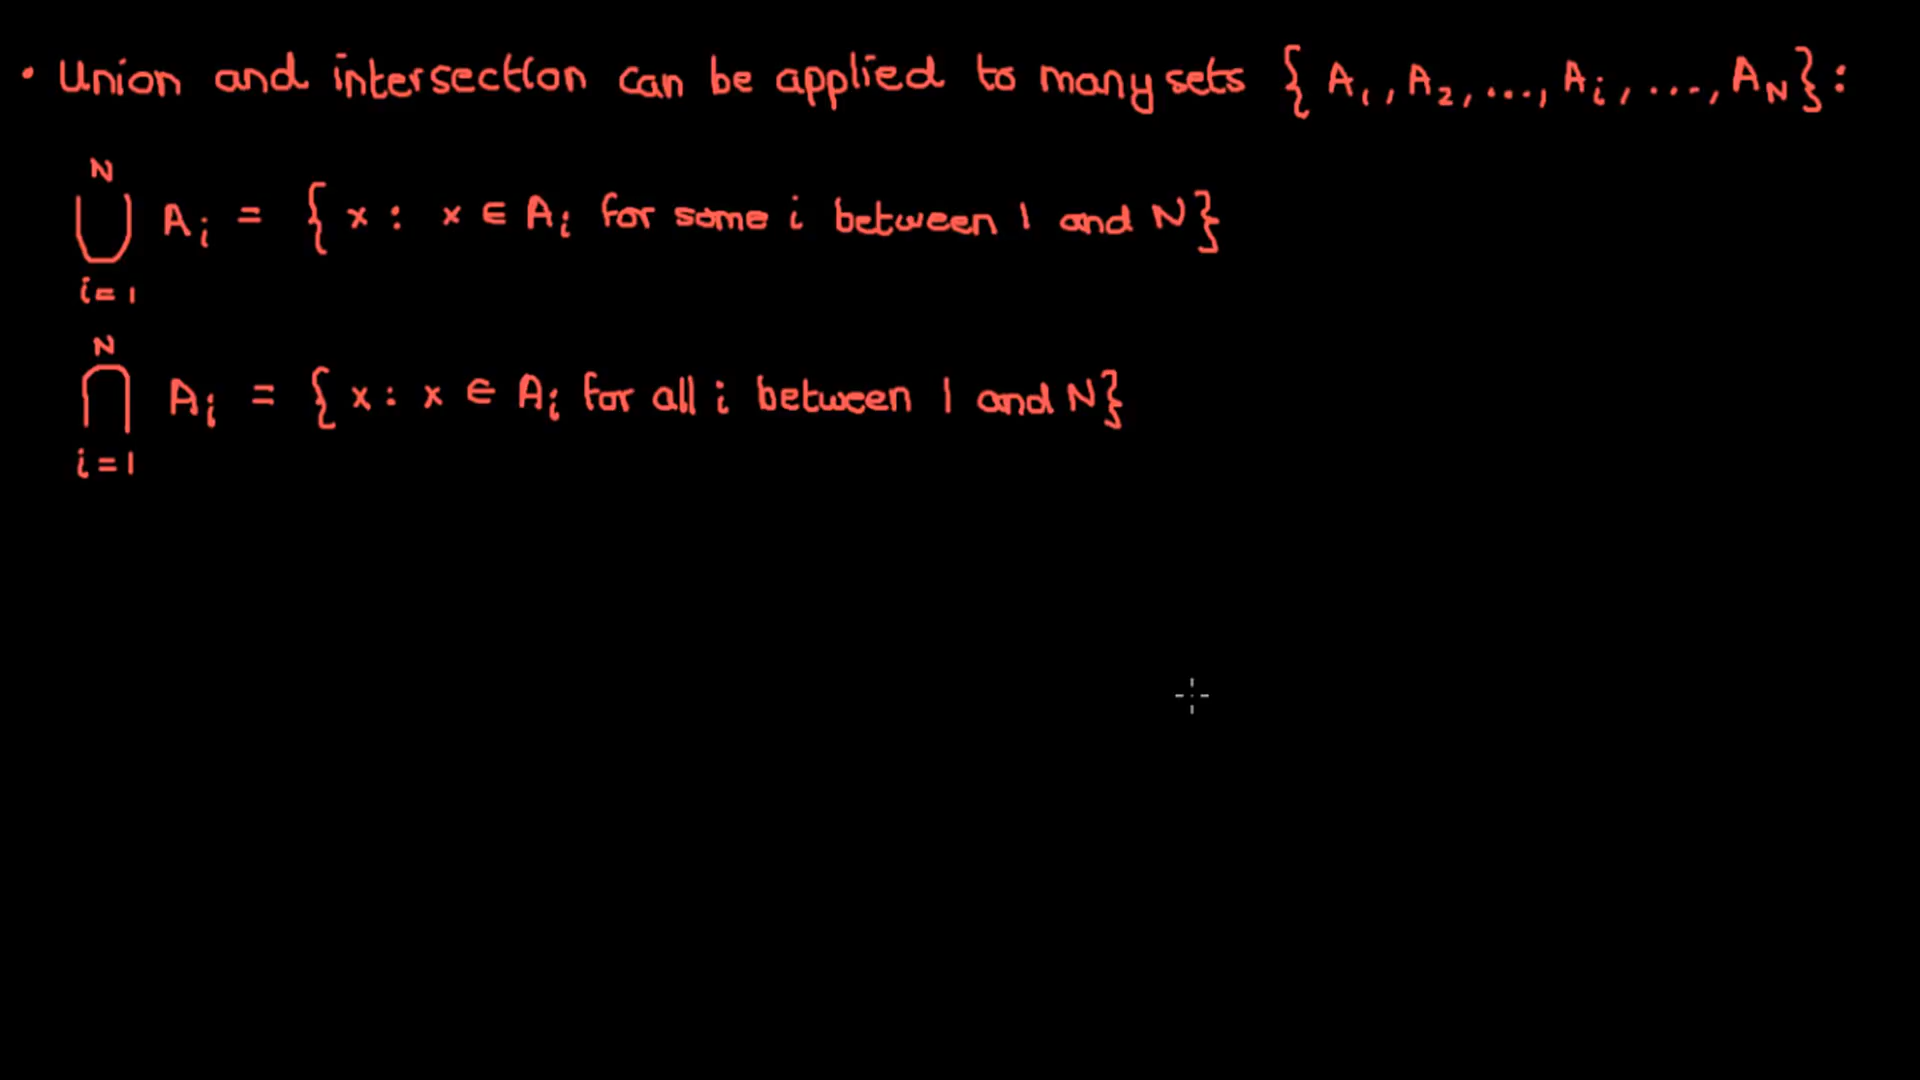 • Union and intersection can be applied to many sets { A₁, A₂, ..., Aᵢ, ...., A_N}:
N
⋃ Aᵢ = { x : x ∈ Aᵢ for some i between 1 and N}
i=1
N
⋂ Aᵢ = { x : x ∈ Aᵢ for all i between 1 and N}
i=1